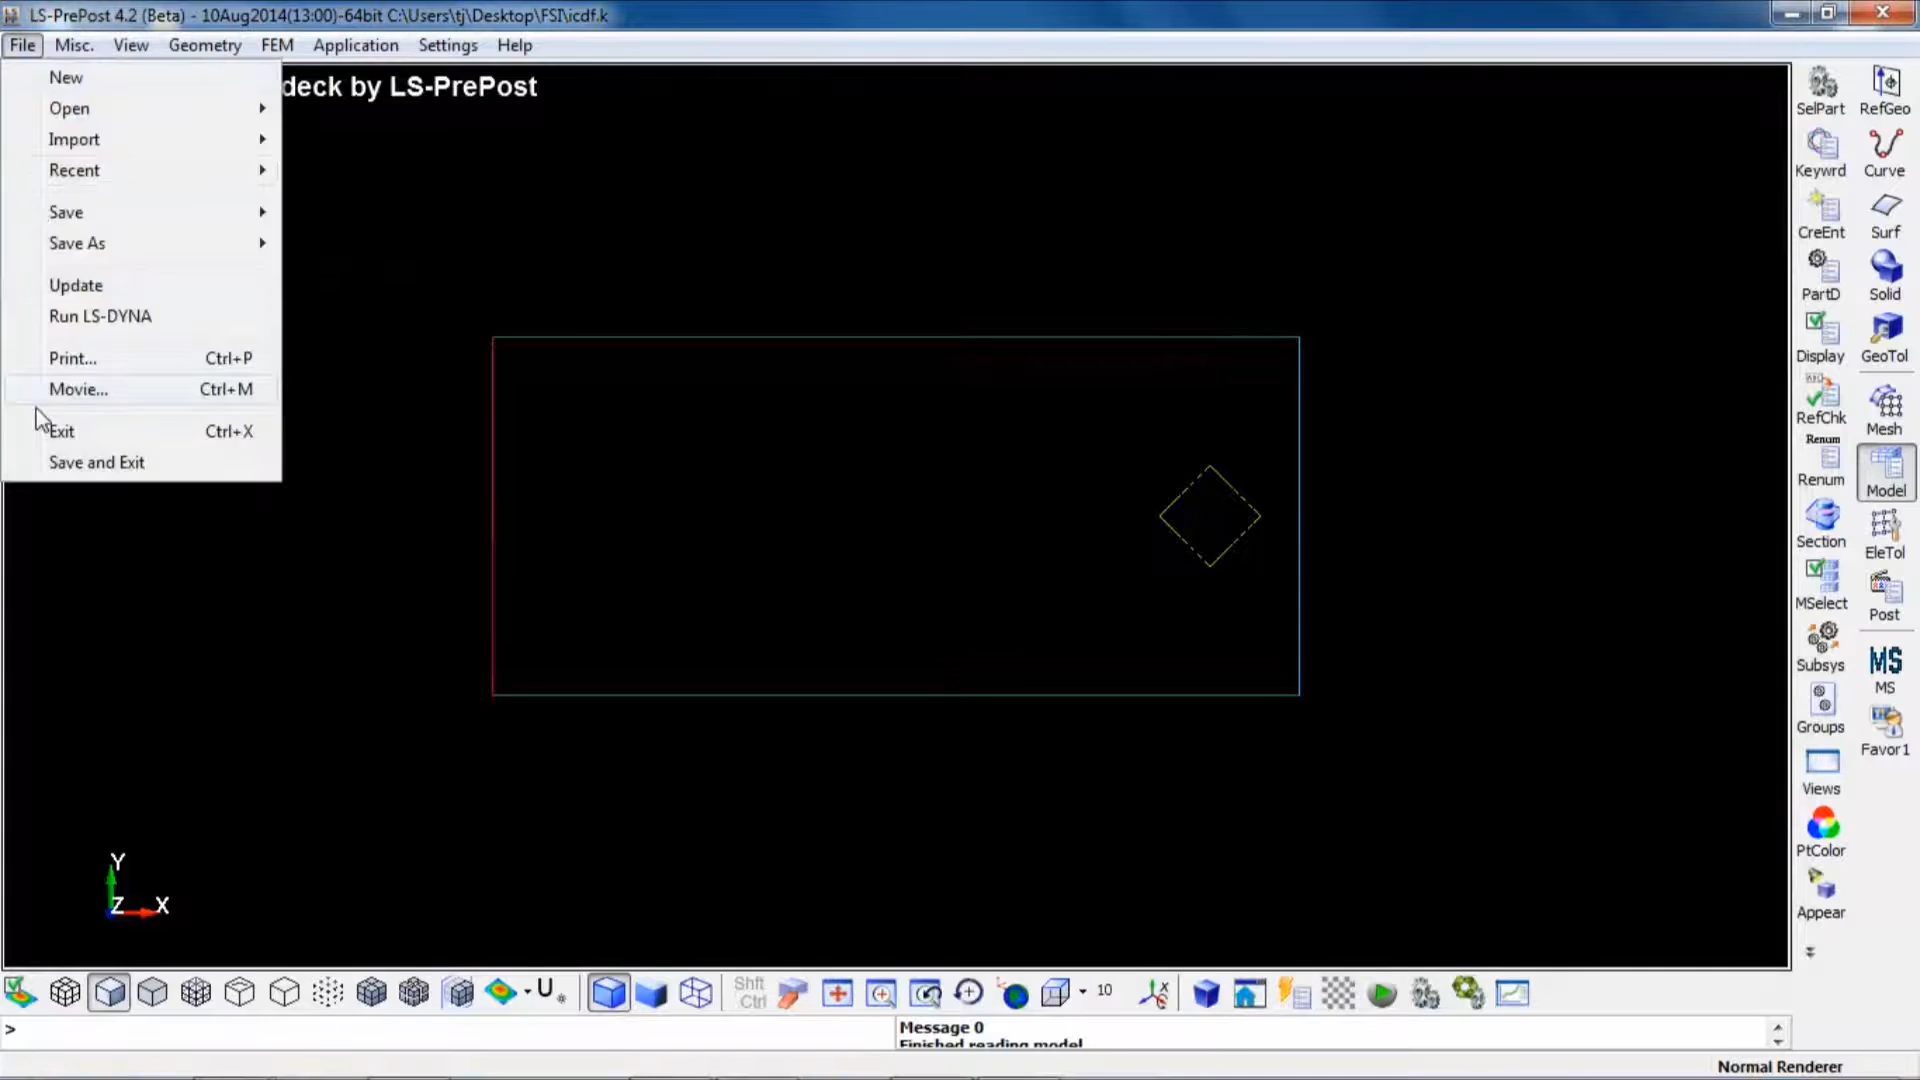 LS-PrePost 4.2 (Beta) - 10Aug2014(13:00)-64bit C:\Users\tj\Desktop\FSI\icdf.k
File Misc. View Geometry FEM Application Settings Help
New
Open
Import
Recent
Save
Save As
Update
Run LS-DYNA
Print... Ctrl+P
Movie... Ctrl+M
Exit Ctrl+X
Save and Exit
deck by LS-PrePost
Y
Z X
SelPart RefGeo
Keywrd Curve
CreEnt Surf
PartD Solid
Display GeoTol
RefChk Mesh
Renum
Renum Model
Section EleTol
MSelect Post
Subsys MS
MS
Groups Favor1
Views
PtColor
Appear
Shft
Ctrl
10
>
Message 0
Finished reading model
Normal Renderer